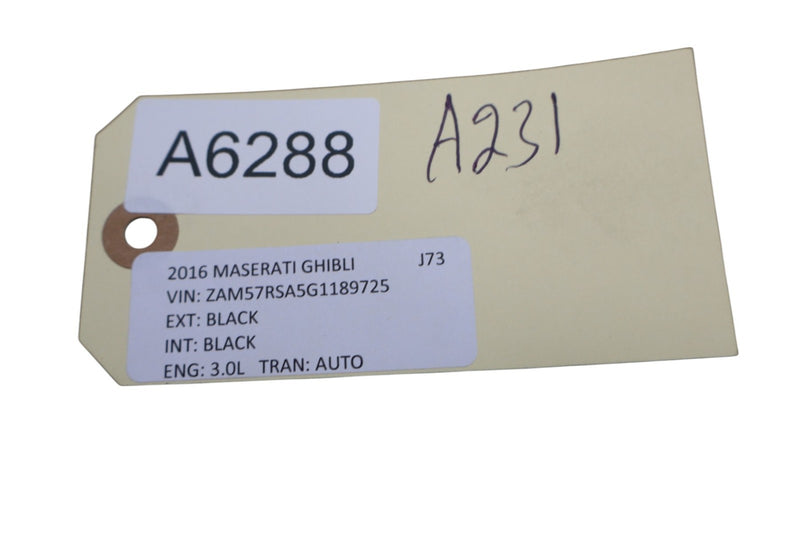 A6288
A231
2016 MASERATI GHIBLI J73
VIN: ZAM57RSA5G1189725
EXT: BLACK
INT: BLACK
ENG: 3.0L TRAN: AUTO